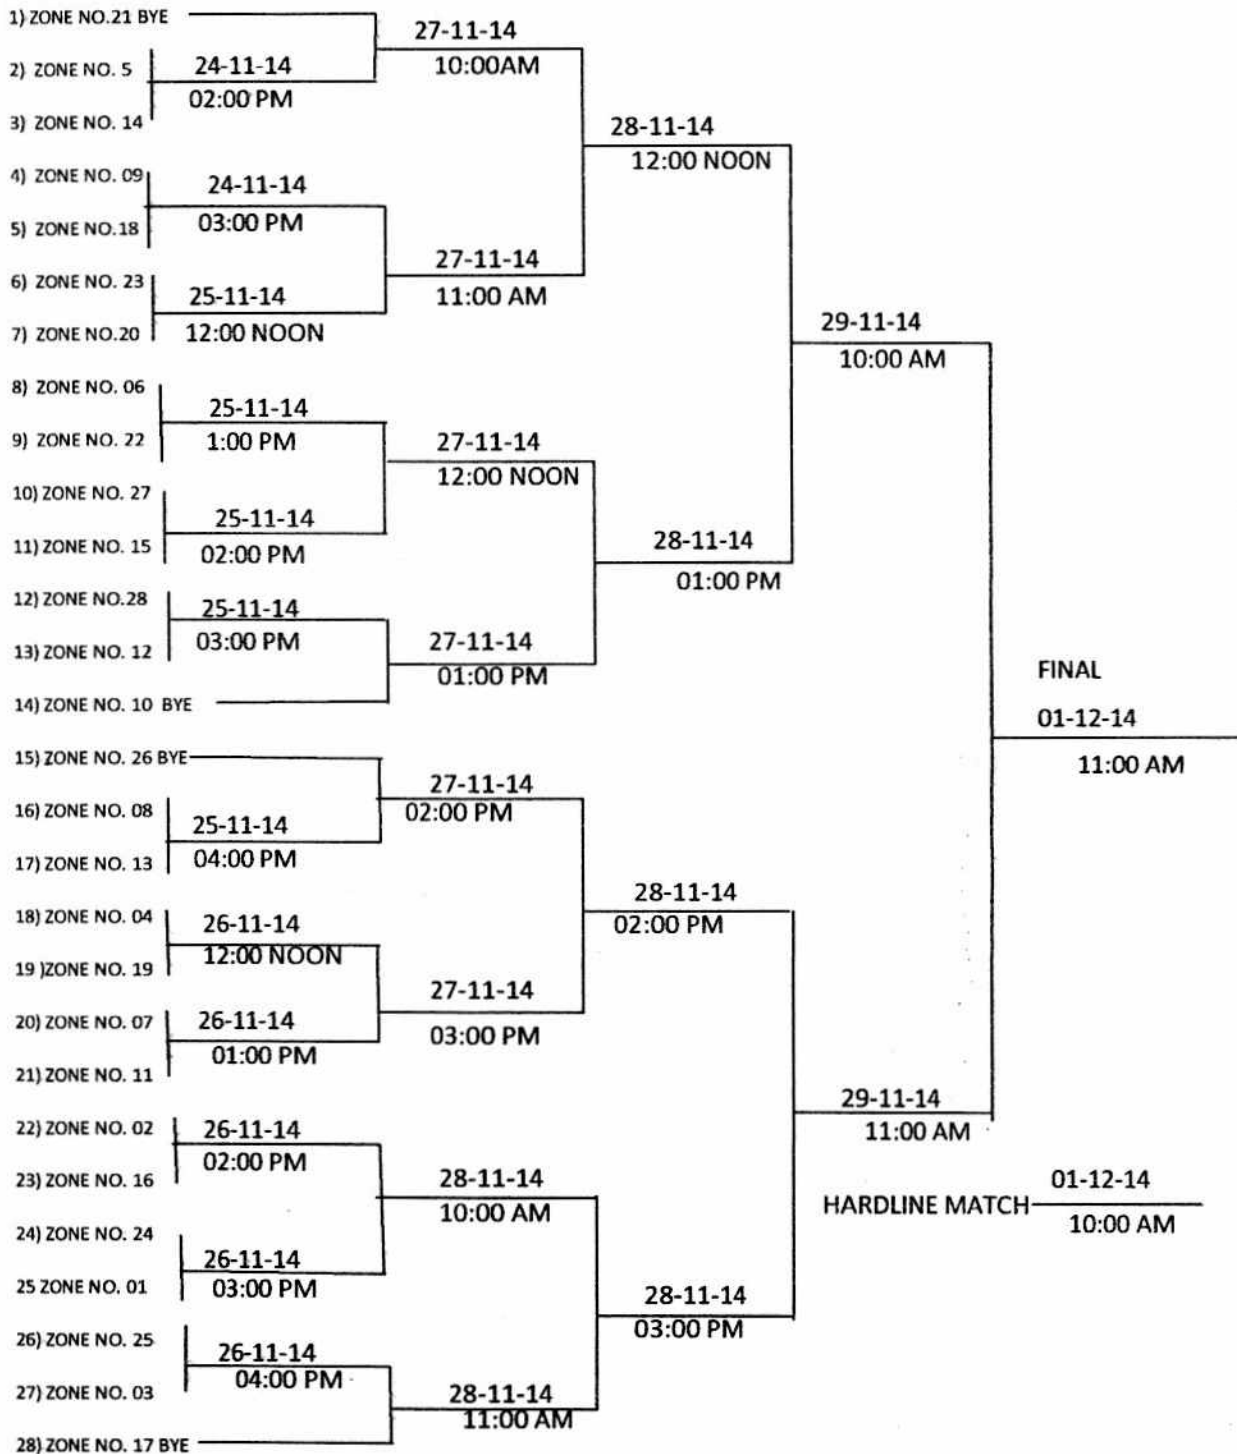 1) ZONE NO.21 BYE
2) ZONE NO. 5
3) ZONE NO. 14
4) ZONE NO. 09
5) ZONE NO.18
6) ZONE NO. 23
7) ZONE NO.20
8) ZONE NO. 06
9) ZONE NO. 22
10) ZONE NO. 27
11) ZONE NO. 15
12) ZONE NO.28
13) ZONE NO. 12
14) ZONE NO. 10 BYE
15) ZONE NO. 26 BYE
16) ZONE NO. 08
17) ZONE NO. 13
18) ZONE NO. 04
19 )ZONE NO. 19
20) ZONE NO. 07
21) ZONE NO. 11
22) ZONE NO. 02
23) ZONE NO. 16
24) ZONE NO. 24
25 ZONE NO. 01
26) ZONE NO. 25
27) ZONE NO. 03
28) ZONE NO. 17 BYE
24-11-14
02:00 PM
24-11-14
03:00 PM
25-11-14
12:00 NOON
25-11-14
1:00 PM
25-11-14
02:00 PM
25-11-14
03:00 PM
25-11-14
04:00 PM
26-11-14
12:00 NOON
26-11-14
01:00 PM
26-11-14
02:00 PM
26-11-14
03:00 PM
26-11-14
04:00 PM
27-11-14
10:00AM
27-11-14
11:00 AM
27-11-14
12:00 NOON
27-11-14
01:00 PM
27-11-14
02:00 PM
27-11-14
03:00 PM
28-11-14
10:00 AM
28-11-14
11:00 AM
28-11-14
12:00 NOON
28-11-14
01:00 PM
28-11-14
02:00 PM
28-11-14
03:00 PM
29-11-14
10:00 AM
29-11-14
11:00 AM
FINAL
01-12-14
11:00 AM
HARDLINE MATCH
01-12-14
10:00 AM